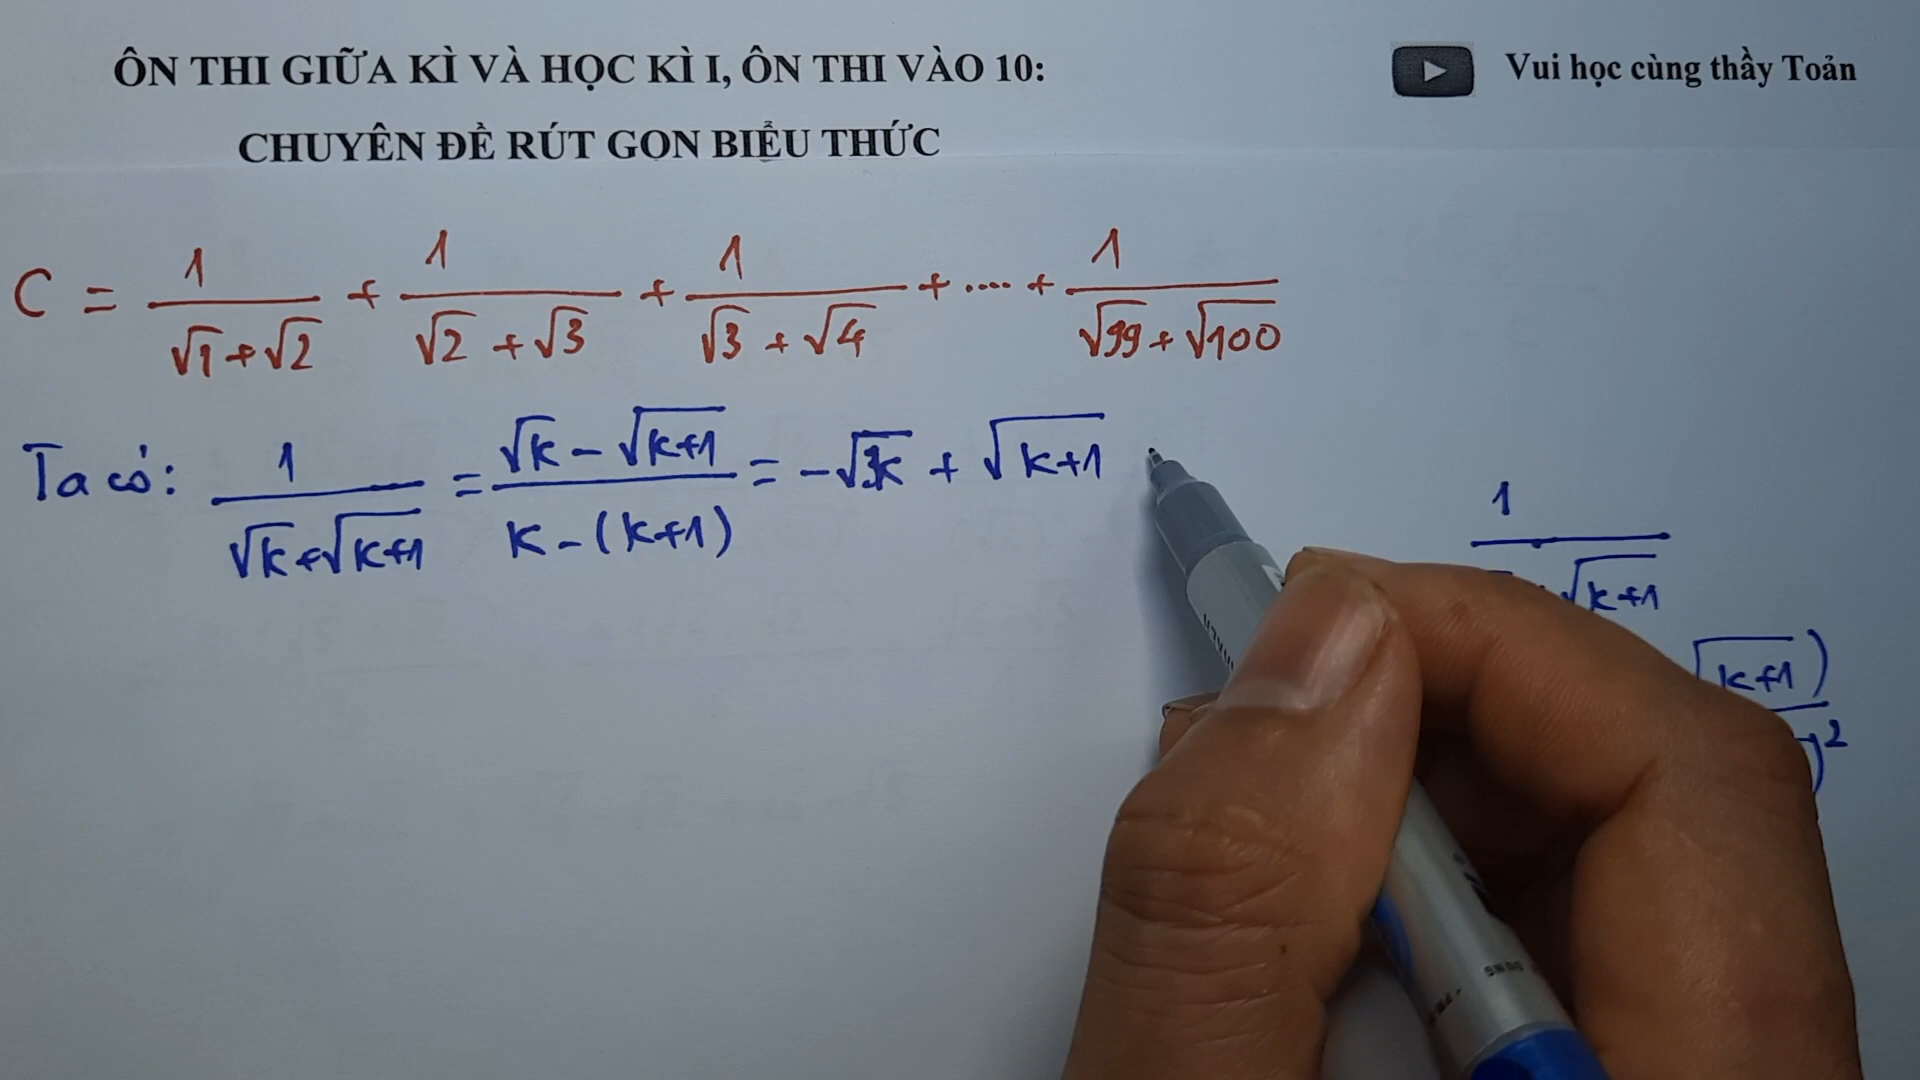 ÔN THI GIỮA KÌ VÀ HỌC KÌ I, ÔN THI VÀO 10:
Vui học cùng thầy Toản
CHUYÊN ĐỀ RÚT GỌN BIỂU THỨC
C = 1/(√1+√2) + 1/(√2+√3) + 1/(√3+√4) + .... + 1/(√99+√100)
Ta có: 1/(√k+√(k+1)) = (√k-√(k+1))/(k-(k+1)) = -√k + √(k+1)
1
√(k+1)
√(k+1))
)²